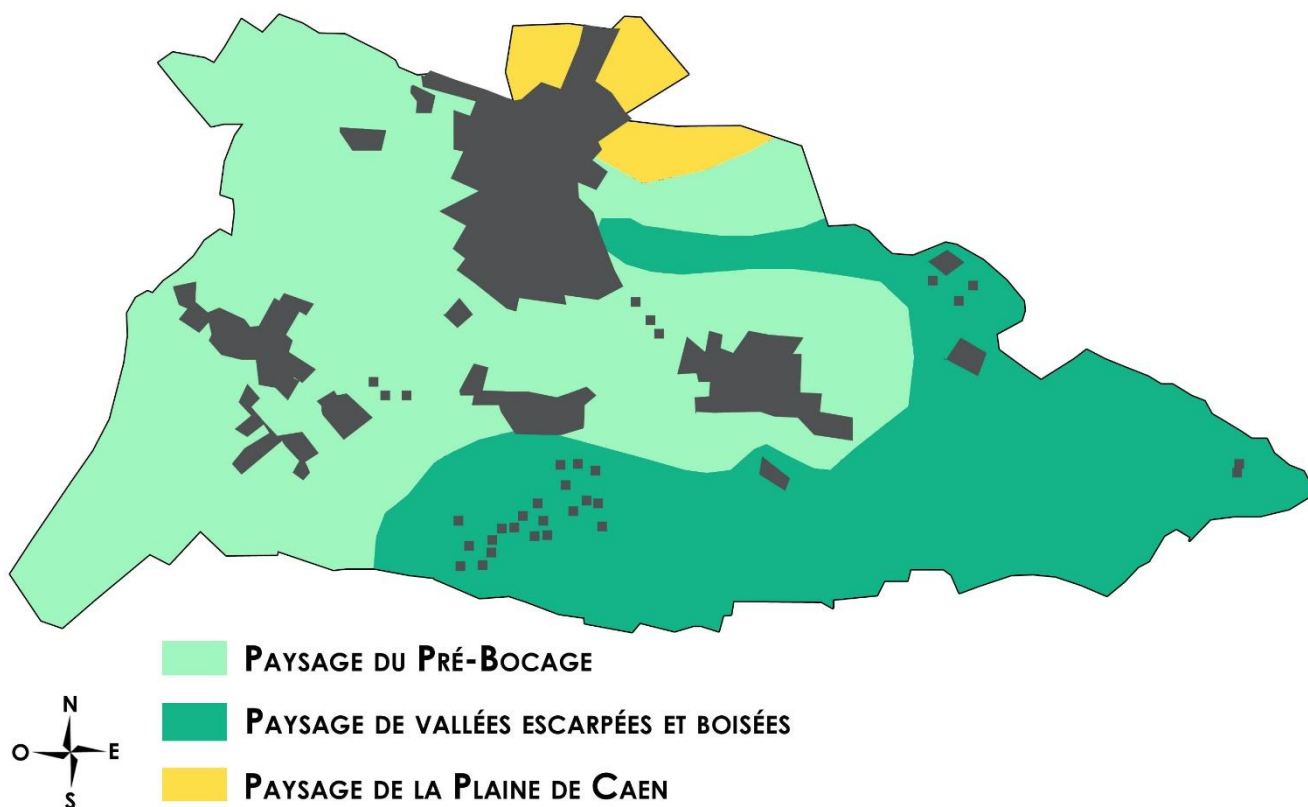 Paysage du Pré-Bocage
Paysage de vallées escarpées et boisées
Paysage de la Plaine de Caen
N
O E
S